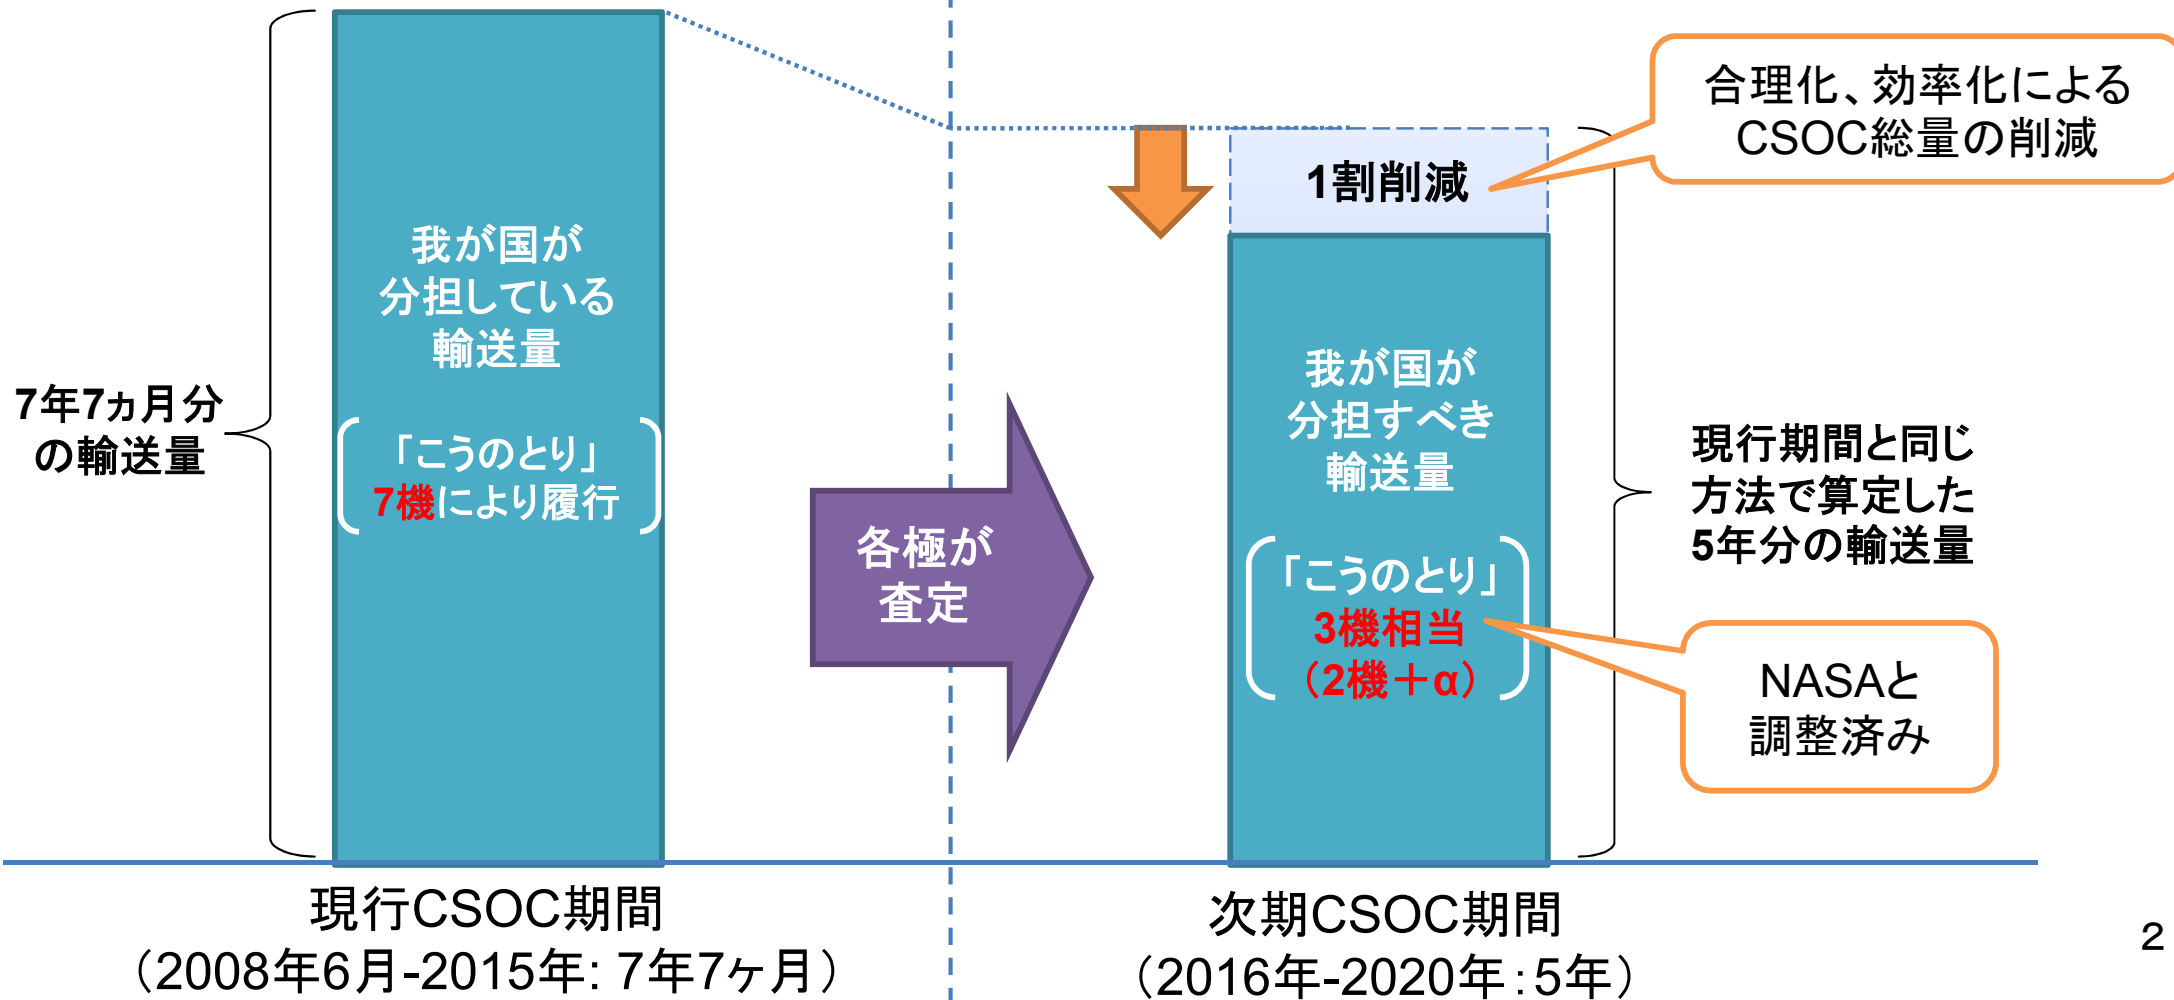 7年7ヵ月分
の輸送量
我が国が
分担している
輸送量
「こうのとり」
7機により履行
現行CSOC期間
（2008年6月-2015年: 7年7ヶ月）
各極が
査定
1割削減
合理化、効率化による
CSOC総量の削減
我が国が
分担すべき
輸送量
「こうのとり」
3機相当
（2機＋α）
現行期間と同じ
方法で算定した
5年分の輸送量
NASAと
調整済み
次期CSOC期間
（2016年-2020年：5年）
2